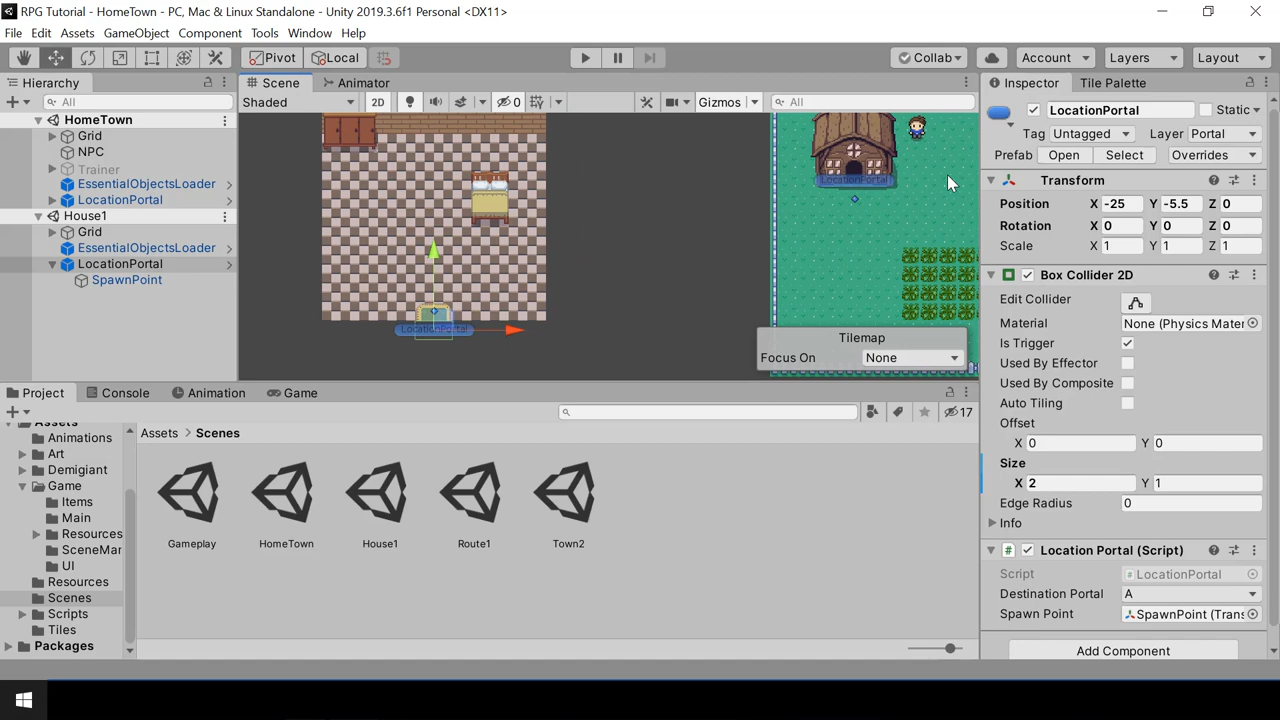 RPG Tutorial - HomeTown - PC, Mac & Linux Standalone - Unity 2019.3.6f1 Personal <DX11>
File Edit Assets GameObject Component Tools Window Help
Pivot Local Collab Account Layers Layout
Hierarchy Scene Animator Inspector Tile Palette
All Shaded 2D 0 Gizmos All LocationPortal Static
HomeTown
Tag Untagged Layer Portal
Grid
NPC
Prefab Open Select Overrides
Trainer
EssentialObjectsLoader
LocationPortal
Transform
LocationPortal
Position X -25 Y -5.5 Z 0
House1
Rotation X 0 Y 0 Z 0
Grid
Scale X 1 Y 1 Z 1
EssentialObjectsLoader
LocationPortal
SpawnPoint
Box Collider 2D
Edit Collider
Material None (Physics Mater
LocationPortal
Tilemap
Is Trigger
Focus On None
Used By Effector
Used By Composite
Project Console Animation Game
Auto Tiling
17
Offset
Assets
Assets > Scenes
X 0 Y 0
Animations
Art
Size
Demigiant
X 2 Y 1
Game
Edge Radius 0
Items
Info
Main
Resources
Gameplay HomeTown House1 Route1 Town2
SceneMar
Location Portal (Script)
UI
Script LocationPortal
Resources
Destination Portal A
Scenes
Spawn Point SpawnPoint (Trans
Scripts
Tiles
Packages
Add Component